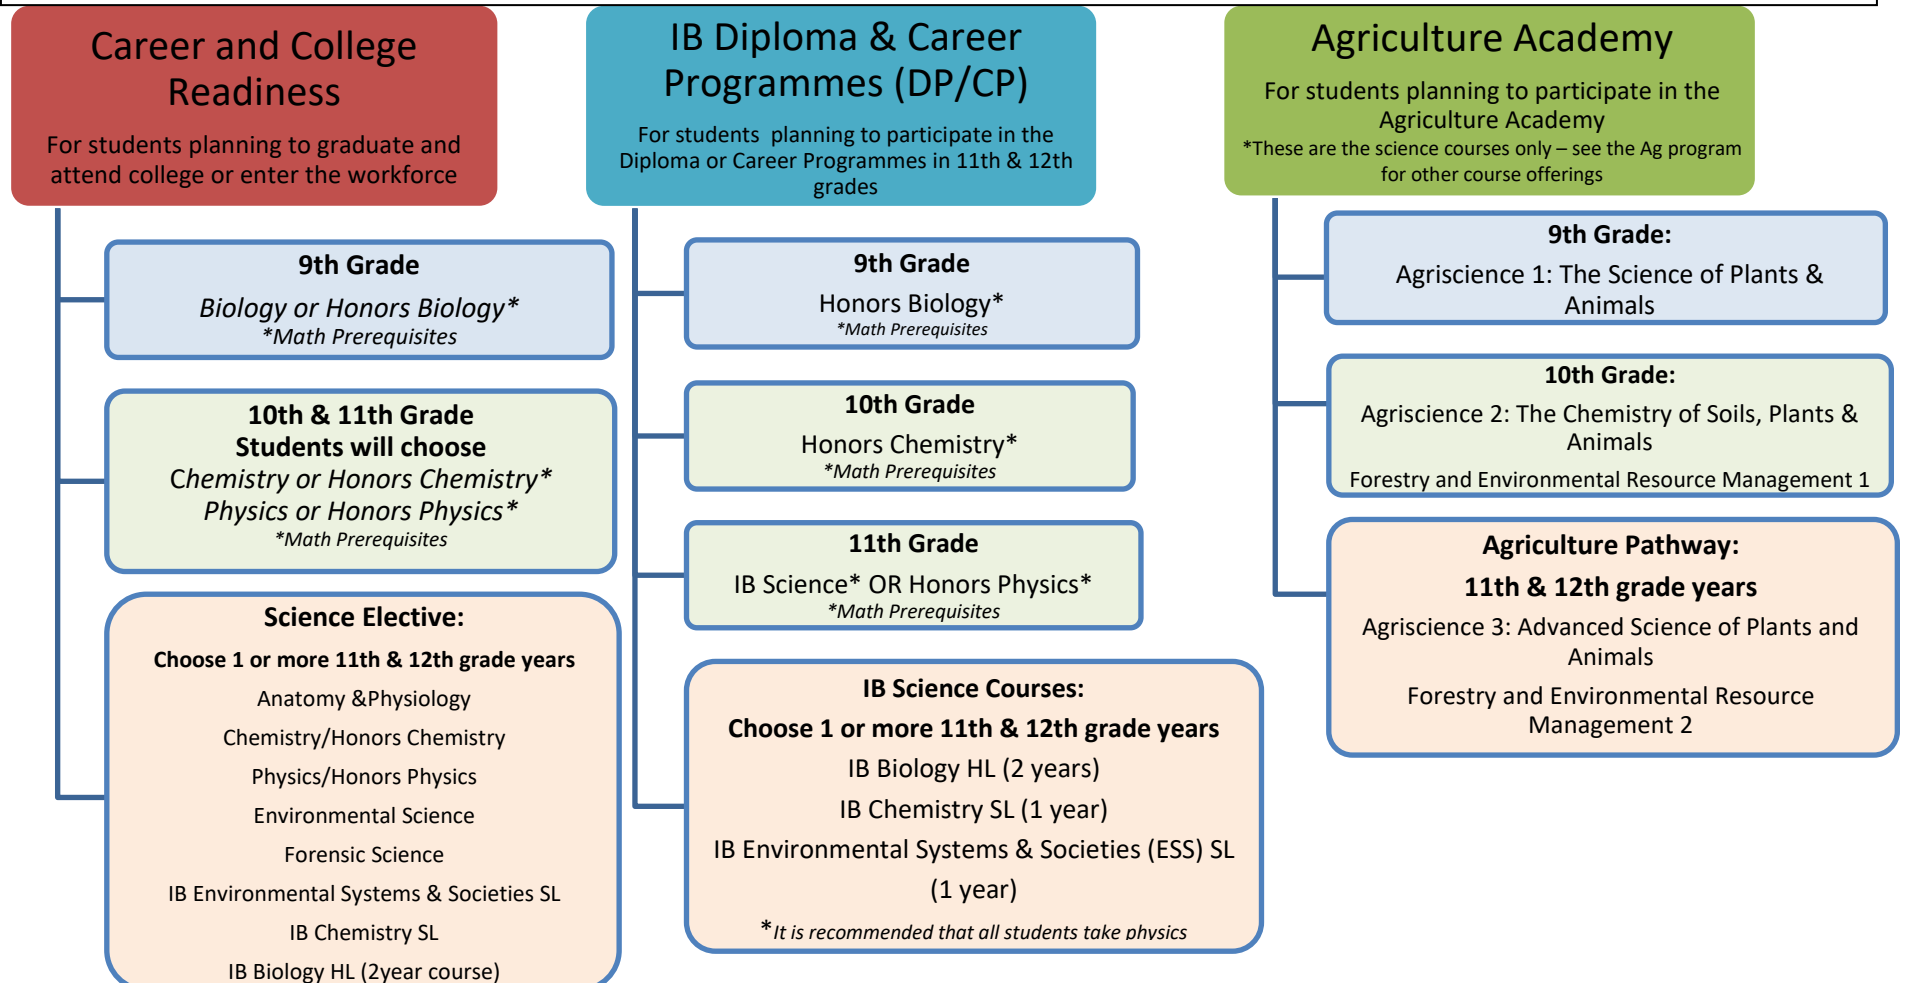 Career and College
Readiness
For students planning to graduate and
attend college or enter the workforce
9th Grade
Biology or Honors Biology*
*Math Prerequisites
10th & 11th Grade
Students will choose
Chemistry or Honors Chemistry*
Physics or Honors Physics*
*Math Prerequisites
Science Elective:
Choose 1 or more 11th & 12th grade years
Anatomy &Physiology
Chemistry/Honors Chemistry
Physics/Honors Physics
Environmental Science
Forensic Science
IB Environmental Systems & Societies SL
IB Chemistry SL
IB Biology HL (2year course)
IB Diploma & Career
Programmes (DP/CP)
For students planning to participate in the
Diploma or Career Programmes in 11th & 12th
grades
9th Grade
Honors Biology*
*Math Prerequisites
10th Grade
Honors Chemistry*
*Math Prerequisites
11th Grade
IB Science* OR Honors Physics*
*Math Prerequisites
IB Science Courses:
Choose 1 or more 11th & 12th grade years
IB Biology HL (2 years)
IB Chemistry SL (1 year)
IB Environmental Systems & Societies (ESS) SL
(1 year)
*It is recommended that all students take physics
Agriculture Academy
For students planning to participate in the
Agriculture Academy
*These are the science courses only – see the Ag program
for other course offerings
9th Grade:
Agriscience 1: The Science of Plants &
Animals
10th Grade:
Agriscience 2: The Chemistry of Soils, Plants &
Animals
Forestry and Environmental Resource Management 1
Agriculture Pathway:
11th & 12th grade years
Agriscience 3: Advanced Science of Plants and
Animals
Forestry and Environmental Resource
Management 2